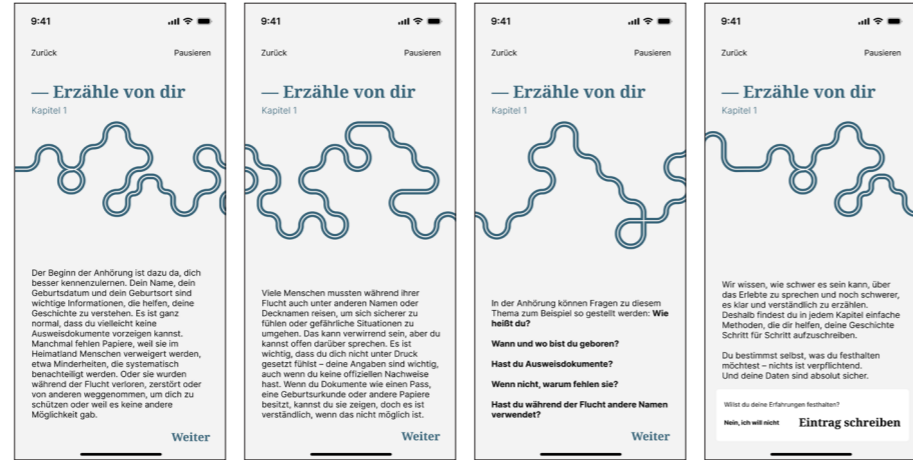 9:41
Zurück
Pausieren
— Erzähle von dir
Kapitel 1
Der Beginn der Anhörung ist dazu da, dich
besser kennenzulernen. Dein Name, dein
Geburtsdatum und dein Geburtsort sind
wichtige Informationen, die helfen, deine
Geschichte zu verstehen. Es ist ganz
normal, dass du vielleicht keine
Ausweisdokumente vorzeigen kannst.
Manchmal fehlen Papiere, weil sie im
Heimatland Menschen verweigert werden,
etwa Minderheiten, die systematisch
benachteiligt werden. Oder sie wurden
während der Flucht verloren, zerstört oder
von anderen weggenommen, um dich zu
schützen oder weil es keine andere
Möglichkeit gab.
Weiter
9:41
Zurück
Pausieren
— Erzähle von dir
Kapitel 1
Viele Menschen mussten während ihrer
Flucht auch unter anderen Namen oder
Decknamen reisen, um sich sicherer zu
fühlen oder gefährliche Situationen zu
umgehen. Das kann verwirrend sein, aber du
kannst offen darüber sprechen. Es ist
wichtig, dass du dich nicht unter Druck
gesetzt fühlst – deine Angaben sind wichtig,
auch wenn du keine offiziellen Nachweise
hast. Wenn du Dokumente wie einen Pass,
eine Geburtsurkunde oder andere Papiere
besitzt, kannst du sie zeigen, doch es ist
verständlich, wenn das nicht möglich ist.
Weiter
9:41
Zurück
Pausieren
— Erzähle von dir
Kapitel 1
In der Anhörung können Fragen zu diesem
Thema zum Beispiel so gestellt werden: Wie
heißt du?
Wann und wo bist du geboren?
Hast du Ausweisdokumente?
Wenn nicht, warum fehlen sie?
Hast du während der Flucht andere Namen
verwendet?
Weiter
9:41
Zurück
Pausieren
— Erzähle von dir
Kapitel 1
Wir wissen, wie schwer es sein kann, über
das Erlebte zu sprechen und noch schwerer,
es klar und verständlich zu erzählen.
Deshalb findest du in jedem Kapitel einfache
Methoden, die dir helfen, deine Geschichte
Schritt für Schritt aufzuschreiben.
Du bestimmst selbst, was du festhalten
möchtest – nichts ist verpflichtend.
Und deine Daten sind absolut sicher.
Willst du deine Erfahrungen festhalten?
Nein, ich will nicht
Eintrag schreiben